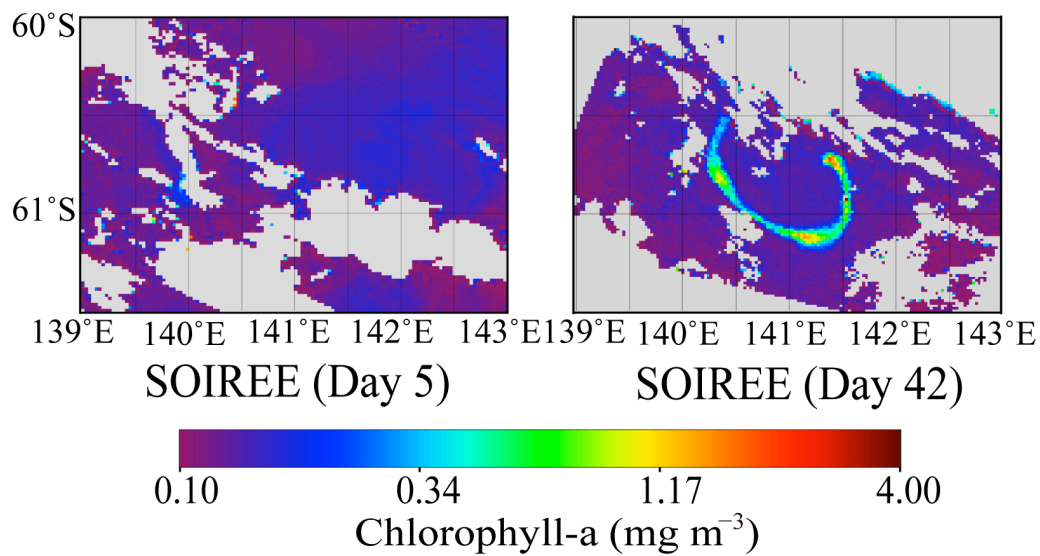 60°S
61°S
139°E 140°E 141°E 142°E 143°E 139°E 140°E 141°E 142°E 143°E
SOIREE (Day 5) SOIREE (Day 42)
0.10 0.34 1.17 4.00
Chlorophyll-a (mg m⁻³)